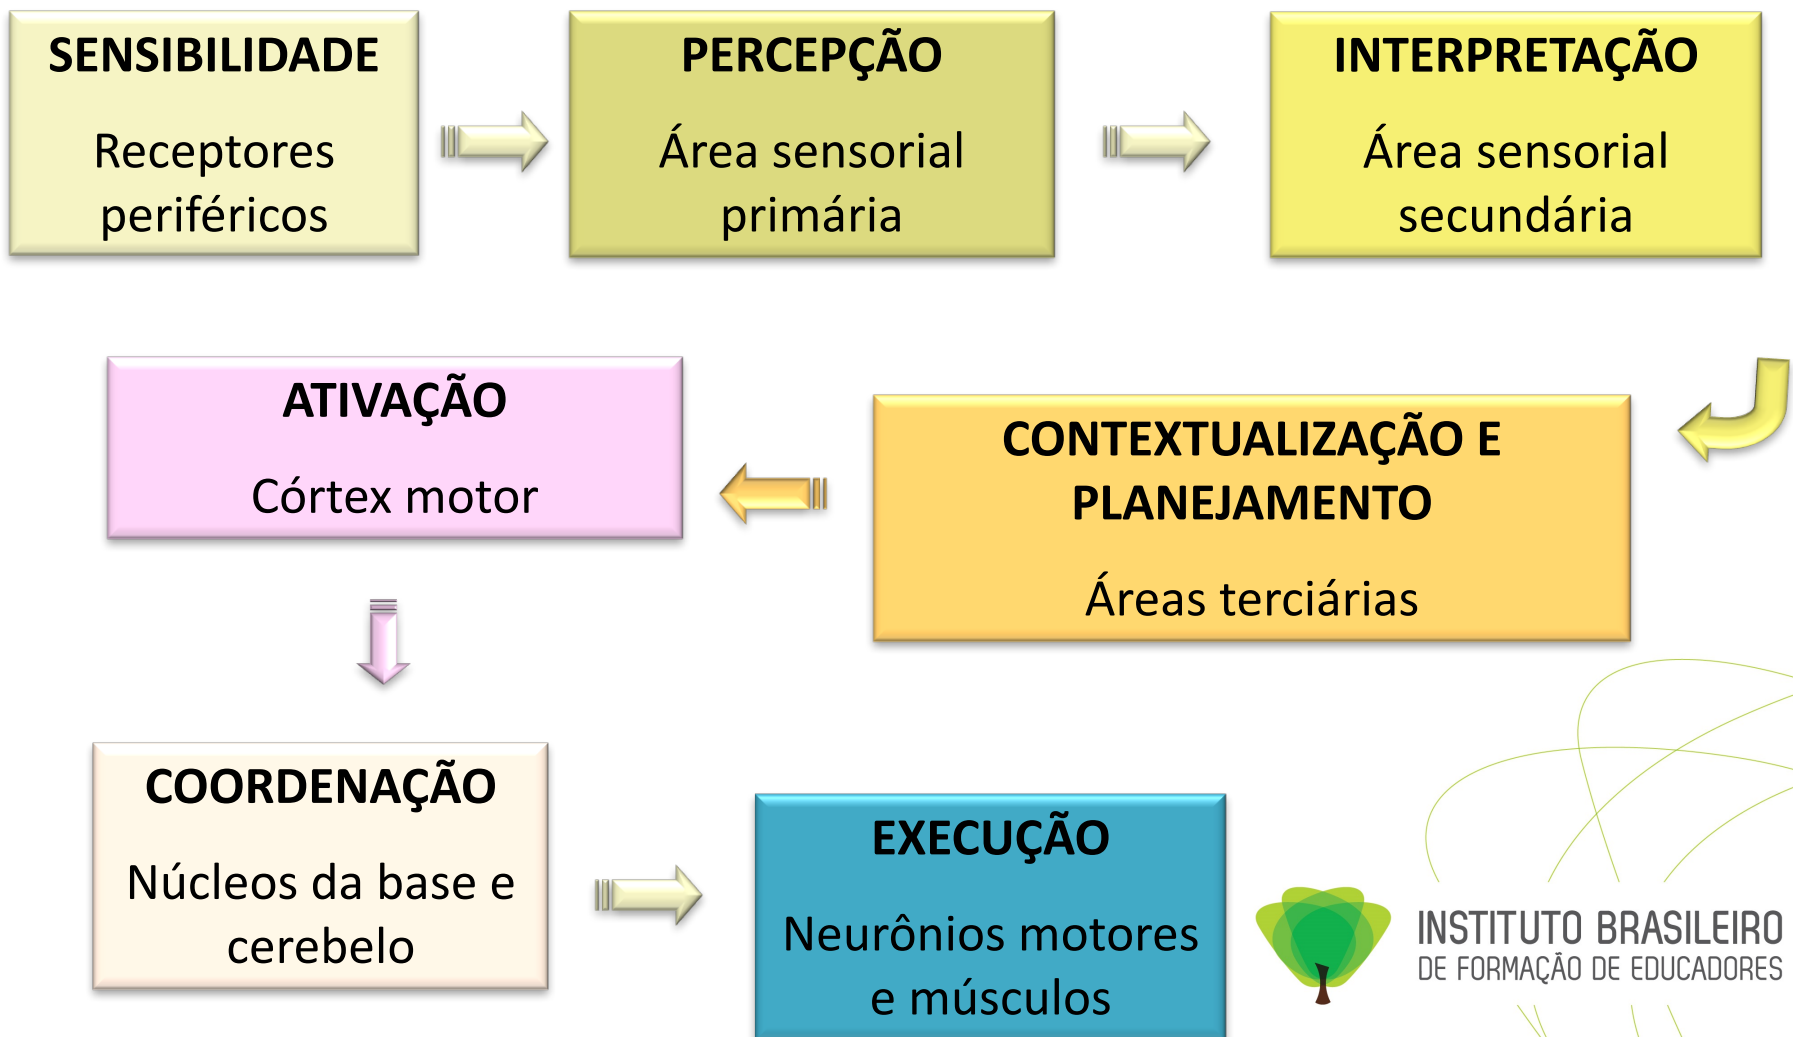 SENSIBILIDADE
Receptores
periféricos
PERCEPÇÃO
Área sensorial
primária
INTERPRETAÇÃO
Área sensorial
secundária
CONTEXTUALIZAÇÃO E
PLANEJAMENTO
Áreas terciárias
ATIVAÇÃO
Córtex motor
COORDENAÇÃO
Núcleos da base e
cerebelo
EXECUÇÃO
Neurônios motores
e músculos
INSTITUTO BRASILEIRO
DE FORMAÇÃO DE EDUCADORES